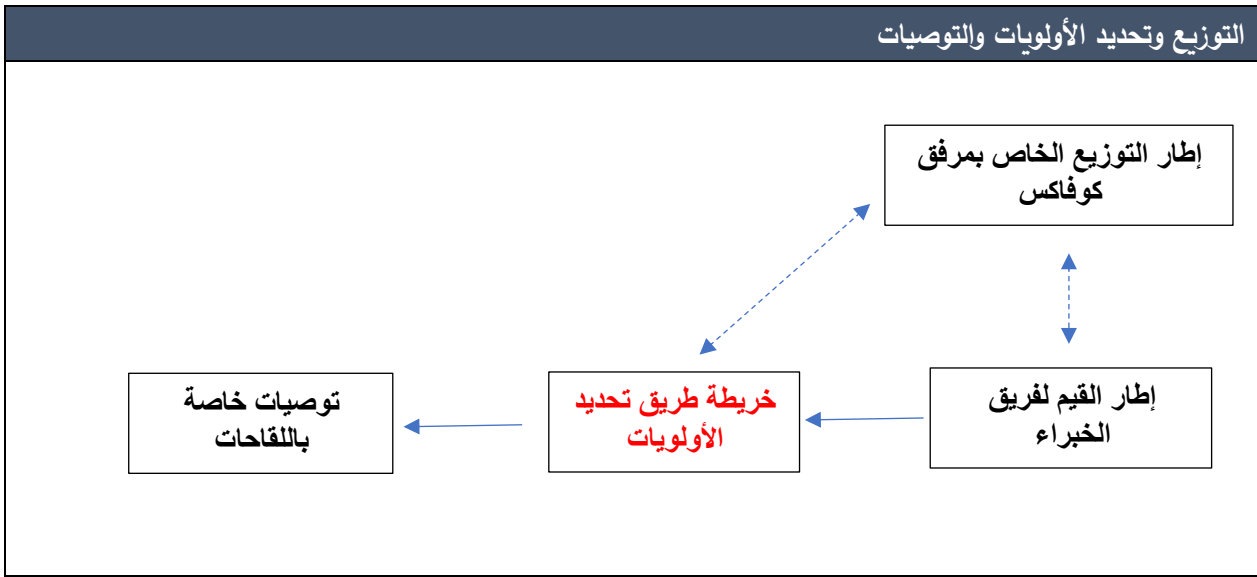 التوزيع وتحديد الأولويات والتوصيات
إطار التوزيع الخاص بمرفق
كوفاكس
إطار القيم لفريق
الخبراء
خريطة طريق تحديد
الأولويات
توصيات خاصة
باللقاحات